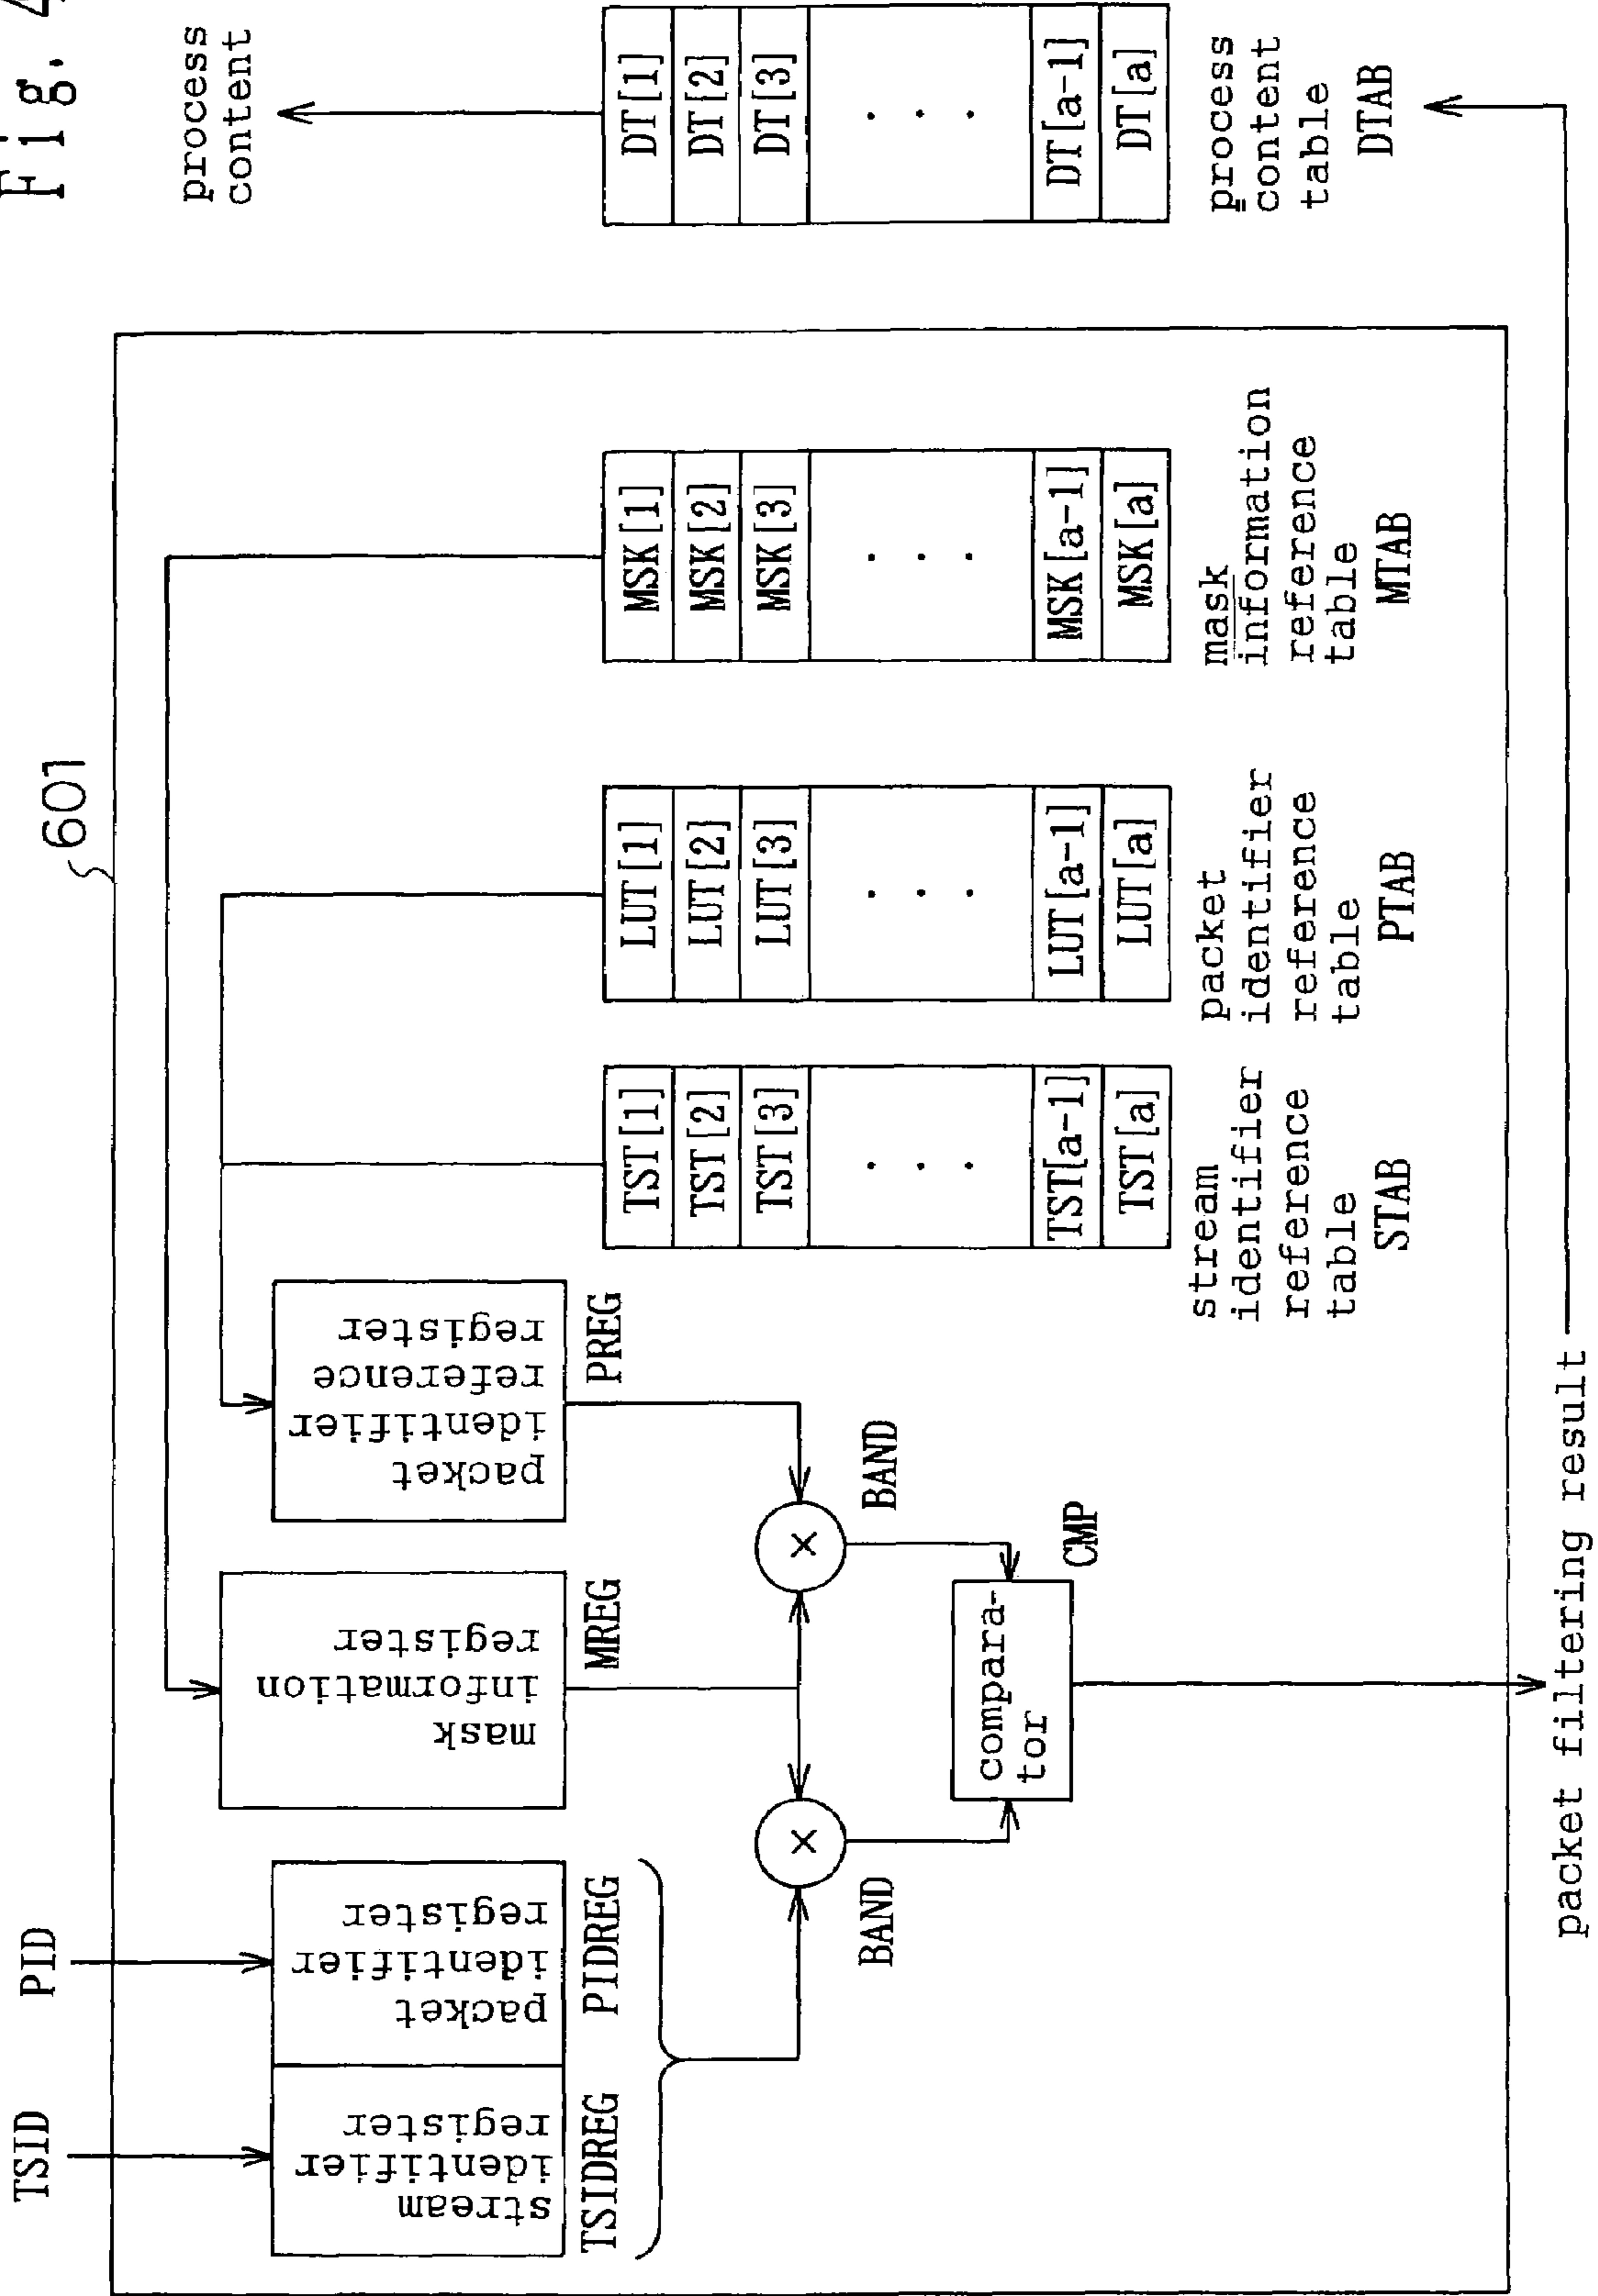 Fig. 4
601
TSID
PID
stream
identifier
register
TSIDREG
packet
identifier
register
PIDREG
mask
information
register
MREG
packet
identifier
reference
register
PREG
×
BAND
×
BAND
compara-
tor
CMP
TST[1]
TST[2]
TST[3]
. . .
TST[a-1]
TST[a]
stream
identifier
reference
table
STAB
LUT[1]
LUT[2]
LUT[3]
. . .
LUT[a-1]
LUT[a]
packet
identifier
reference
table
PTAB
MSK[1]
MSK[2]
MSK[3]
. . .
MSK[a-1]
MSK[a]
mask
information
reference
table
MTAB
process
content
DT[1]
DT[2]
DT[3]
. . .
DT[a-1]
DT[a]
process
content
table
DTAB
packet filtering result